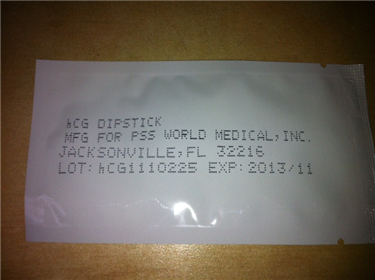 hCG DIPSTICK
MFG FOR PSS WORLD MEDICAL,INC.
JACKSONVILLE,FL 32216
LOT:hCG1110225 EXP:2013/11